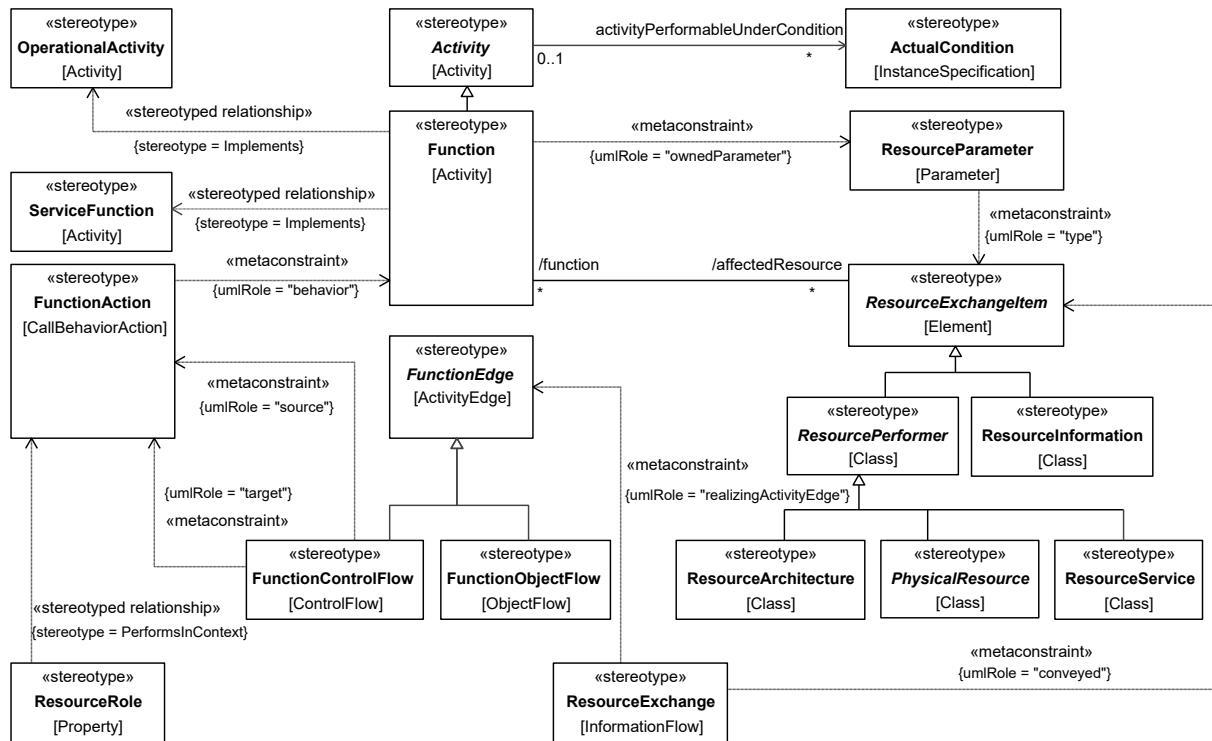 «stereotype»
OperationalActivity
[Activity]
«stereotype»
Activity
[Activity]
activityPerformableUnderCondition
0..1
*
«stereotype»
ActualCondition
[InstanceSpecification]
«stereotyped relationship»
{stereotype = Implements}
«stereotype»
Function
[Activity]
«metaconstraint»
{umlRole = "ownedParameter"}
«stereotype»
ResourceParameter
[Parameter]
«stereotype»
ServiceFunction
[Activity]
«stereotyped relationship»
{stereotype = Implements}
«metaconstraint»
{umlRole = "type"}
«metaconstraint»
{umlRole = "behavior"}
/function
*
/affectedResource
*
«stereotype»
FunctionAction
[CallBehaviorAction]
«stereotype»
ResourceExchangeItem
[Element]
«stereotype»
FunctionEdge
[ActivityEdge]
«metaconstraint»
{umlRole = "source"}
«stereotype»
ResourcePerformer
[Class]
«stereotype»
ResourceInformation
[Class]
«metaconstraint»
{umlRole = "realizingActivityEdge"}
{umlRole = "target"}
«metaconstraint»
«stereotype»
FunctionControlFlow
[ControlFlow]
«stereotype»
FunctionObjectFlow
[ObjectFlow]
«stereotype»
ResourceArchitecture
[Class]
«stereotype»
PhysicalResource
[Class]
«stereotype»
ResourceService
[Class]
«stereotyped relationship»
{stereotype = PerformsInContext}
«stereotype»
ResourceRole
[Property]
«stereotype»
ResourceExchange
[InformationFlow]
«metaconstraint»
{umlRole = "conveyed"}